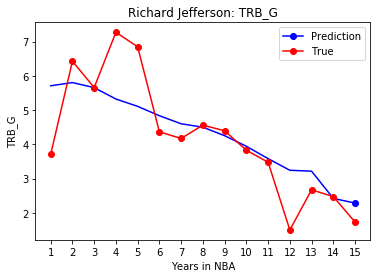 Richard Jefferson: TRB_G
Prediction
True
7
6
5
4
3
2
TRB_G
1 2 3 4 5 6 7 8 9 10 11 12 13 14 15
Years in NBA